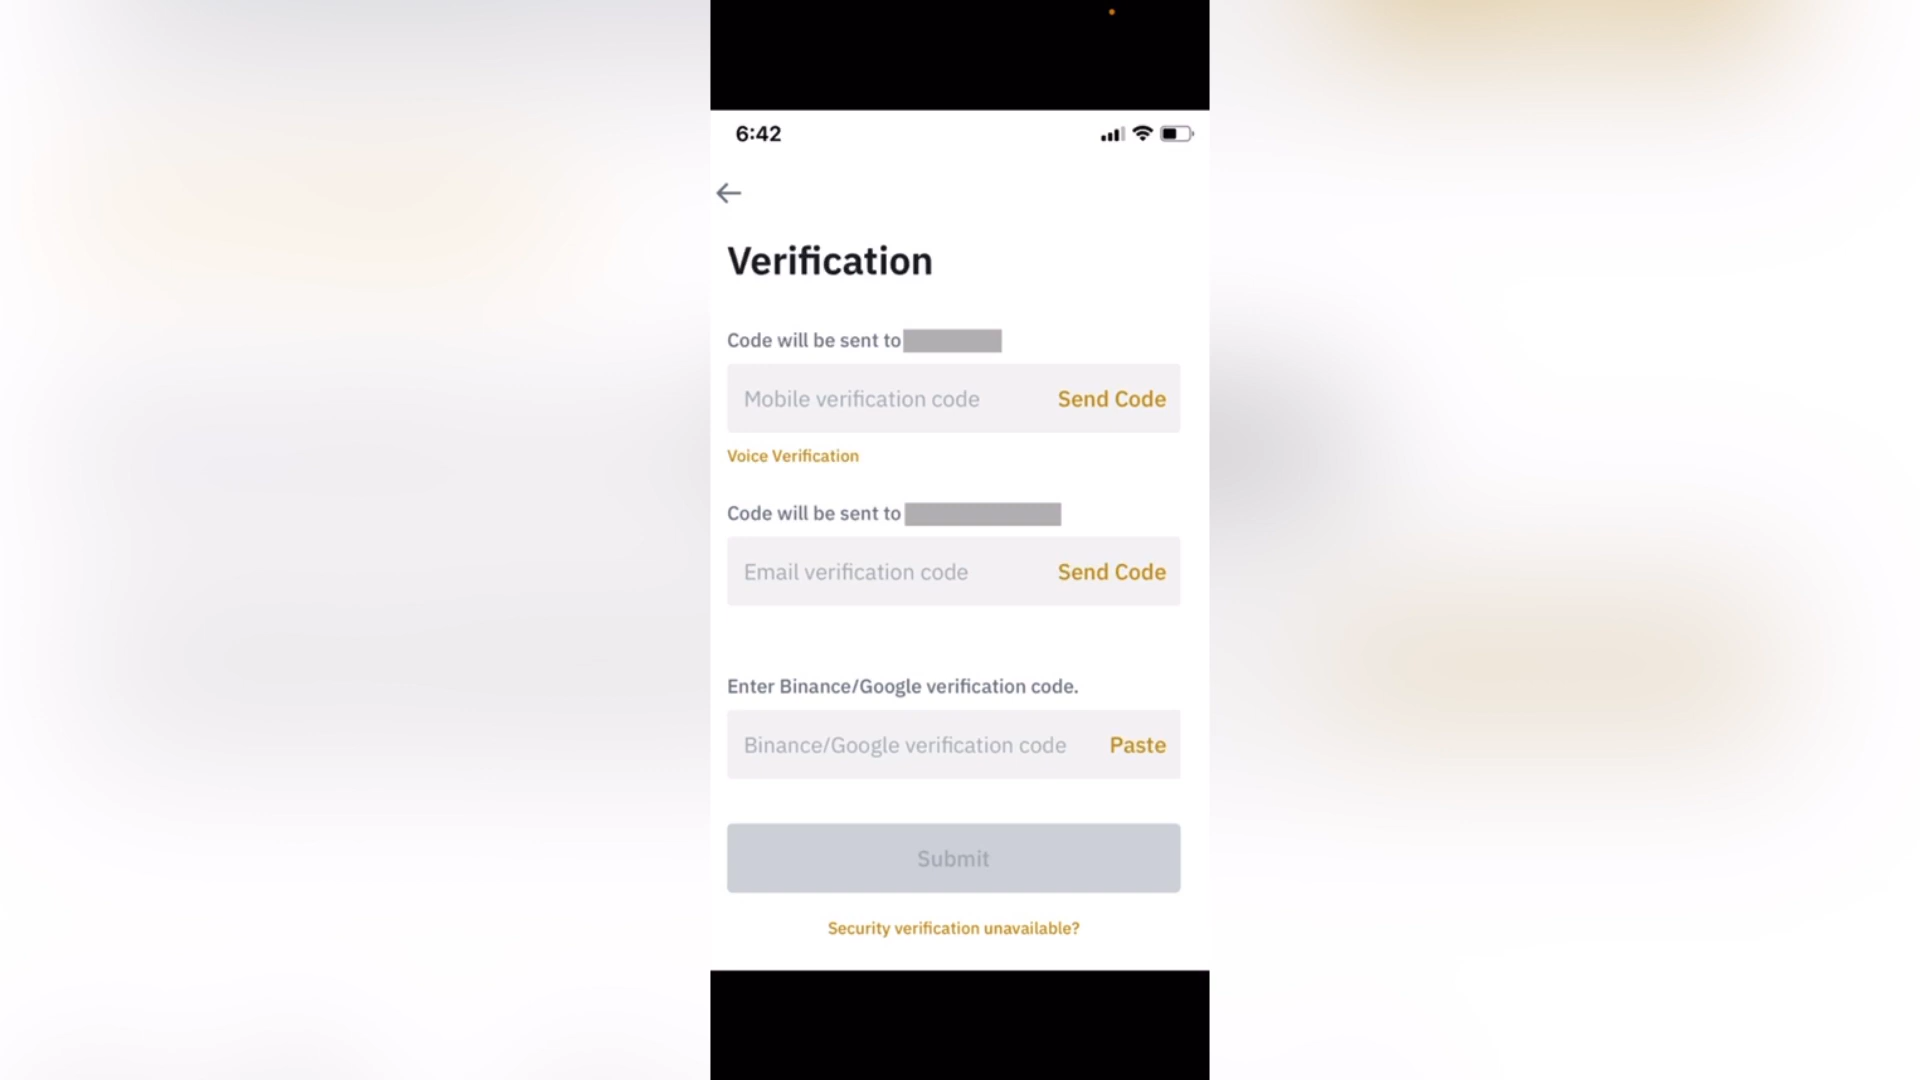 6:42
Verification
Code will be sent to
Mobile verification code Send Code
Voice Verification
Code will be sent to
Email verification code Send Code
Enter Binance/Google verification code.
Binance/Google verification code Paste
Submit
Security verification unavailable?